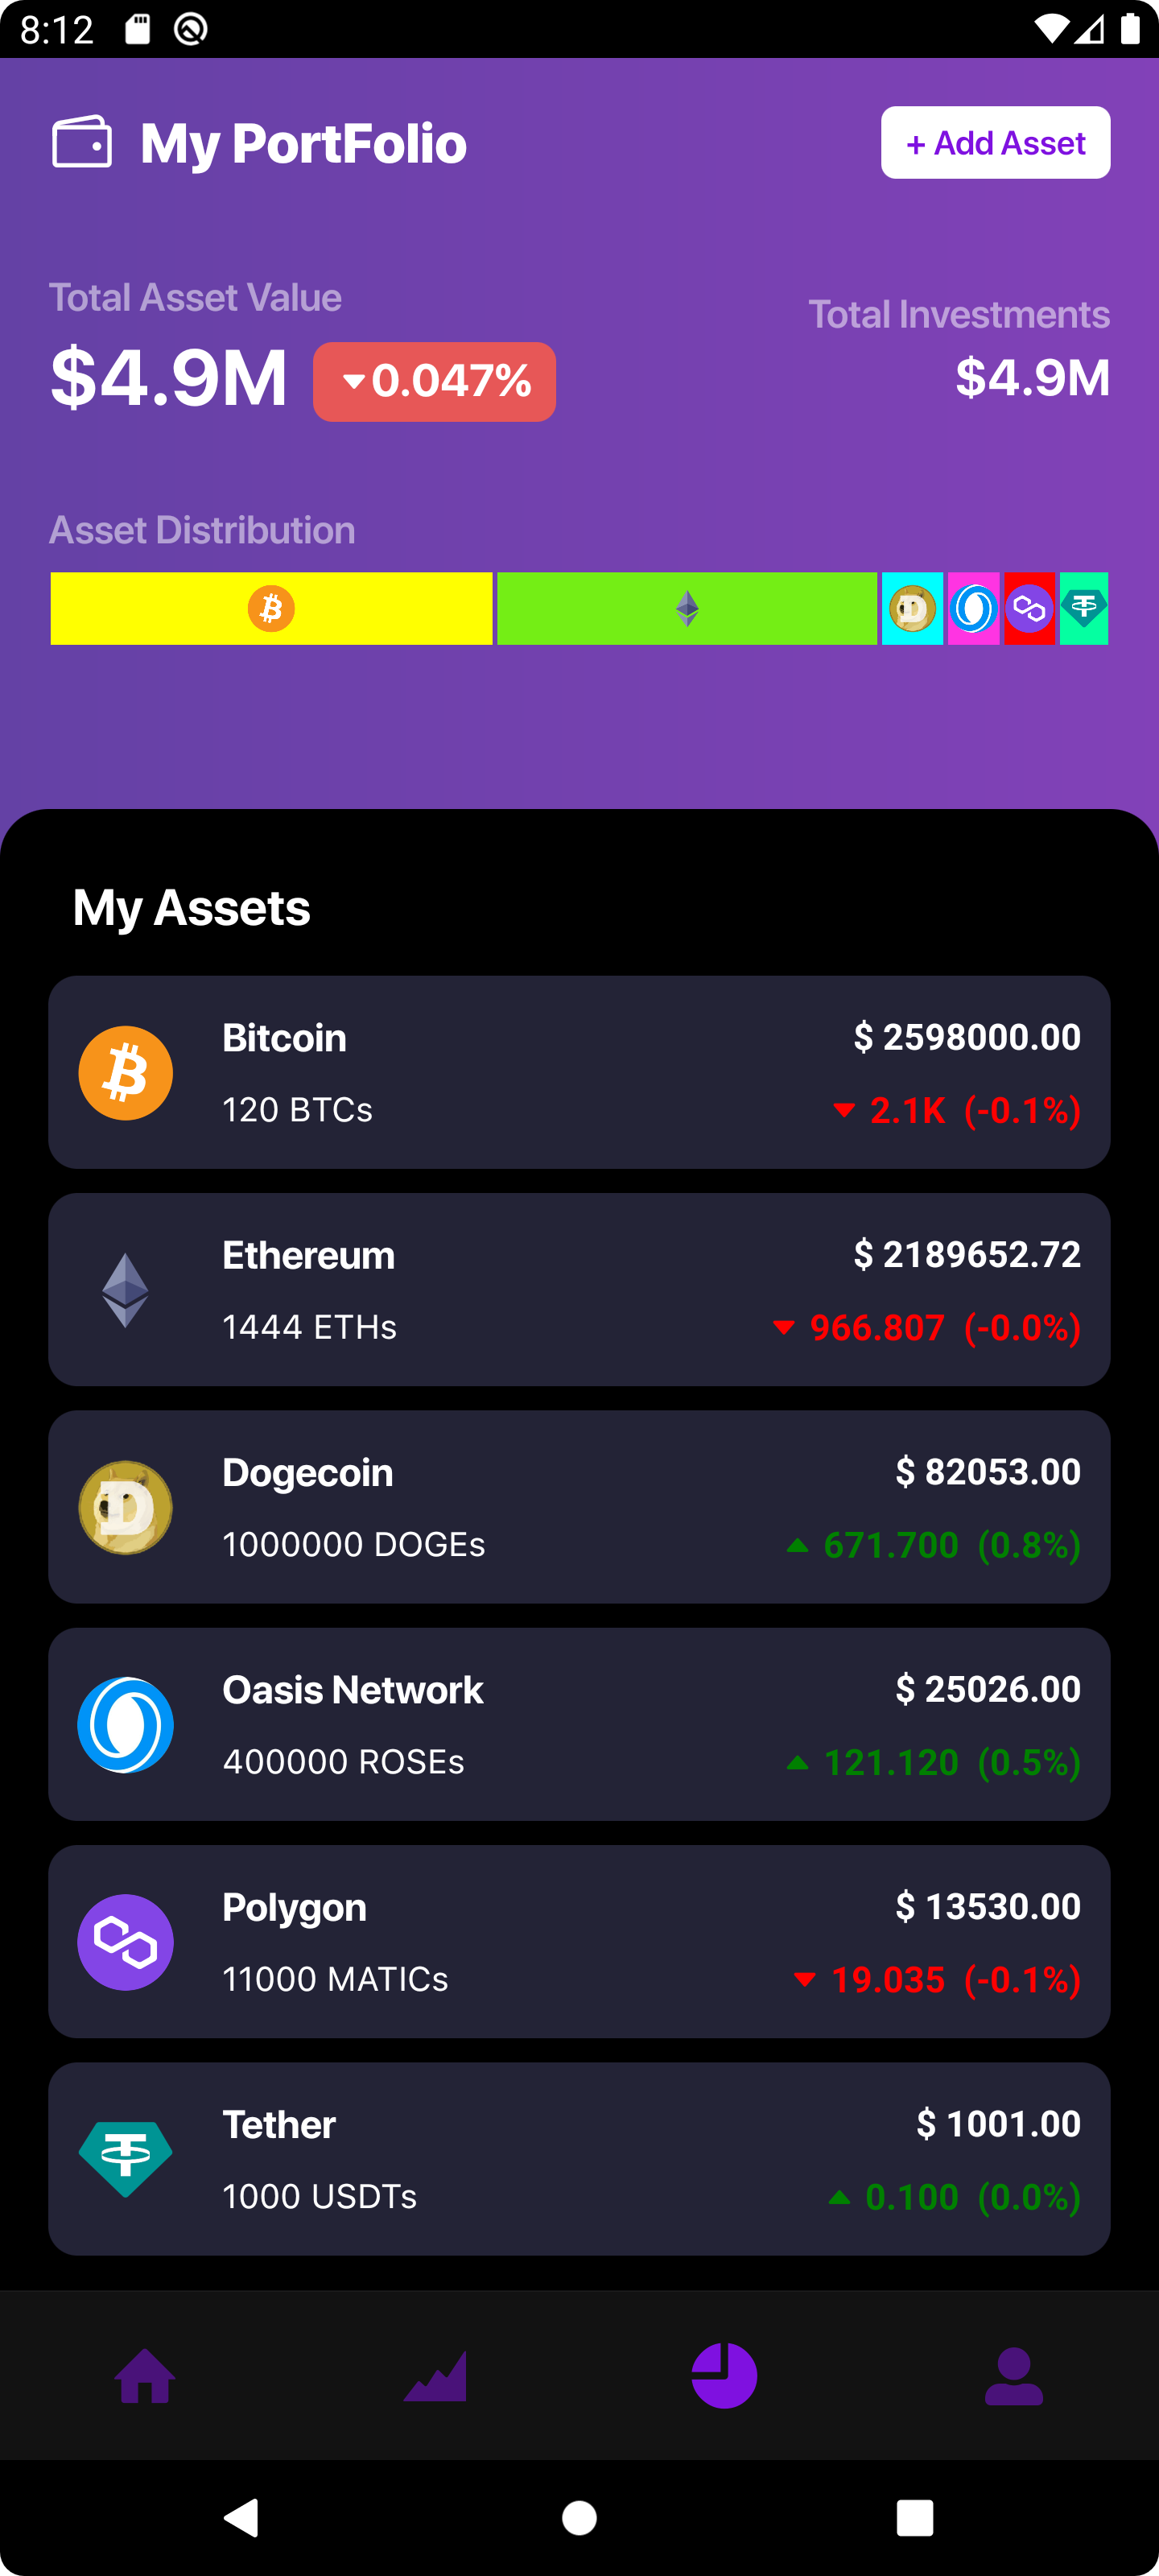 8:12
My PortFolio
+ Add Asset
Total Asset Value
$4.9M
0.047%
Total Investments
$4.9M
Asset Distribution
My Assets
Bitcoin
$ 2598000.00
120 BTCs
2.1K (-0.1%)
Ethereum
$ 2189652.72
1444 ETHs
966.807 (-0.0%)
Dogecoin
$ 82053.00
1000000 DOGEs
671.700 (0.8%)
Oasis Network
$ 25026.00
400000 ROSEs
121.120 (0.5%)
Polygon
$ 13530.00
11000 MATICs
19.035 (-0.1%)
Tether
$ 1001.00
1000 USDTs
0.100 (0.0%)